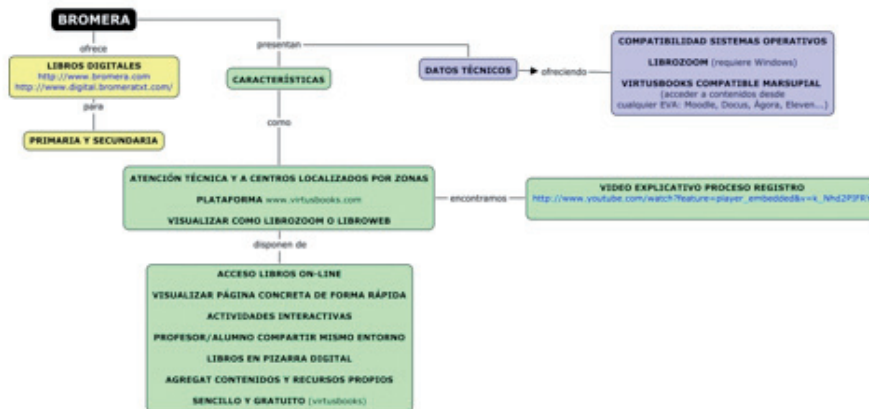 BROMERA
ofrece
LIBROS DIGITALES
http://www.bromera.com
http://www.digital.bromeratxt.com/
para
PRIMARIA Y SECUNDARIA
presentan
CARACTERÍSTICAS
como
ATENCIÓN TÉCNICA Y A CENTROS LOCALIZADOS POR ZONAS
PLATAFORMA www.virtusbooks.com
VISUALIZAR COMO LIBROZOOM O LIBROWEB
disponen de
ACCESO LIBROS ON-LINE
VISUALIZAR PÁGINA CONCRETA DE FORMA RÁPIDA
ACTIVIDADES INTERACTIVAS
PROFESOR/ALUMNO COMPARTIR MISMO ENTORNO
LIBROS EN PIZARRA DIGITAL
AGREGAT CONTENIDOS Y RECURSOS PROPIOS
SENCILLO Y GRATUITO (virtusbooks)
encontramos
VIDEO EXPLICATIVO PROCESO REGISTRO
DATOS TÉCNICOS
ofreciendo
COMPATIBILIDAD SISTEMAS OPERATIVOS
LIBROZOOM (requiere Windows)
VIRTUSBOOKS COMPATIBLE MARSUPIAL
(acceder a contenidos desde
cualquier EVA: Moodle, Docus, Ágora, Eleven...)